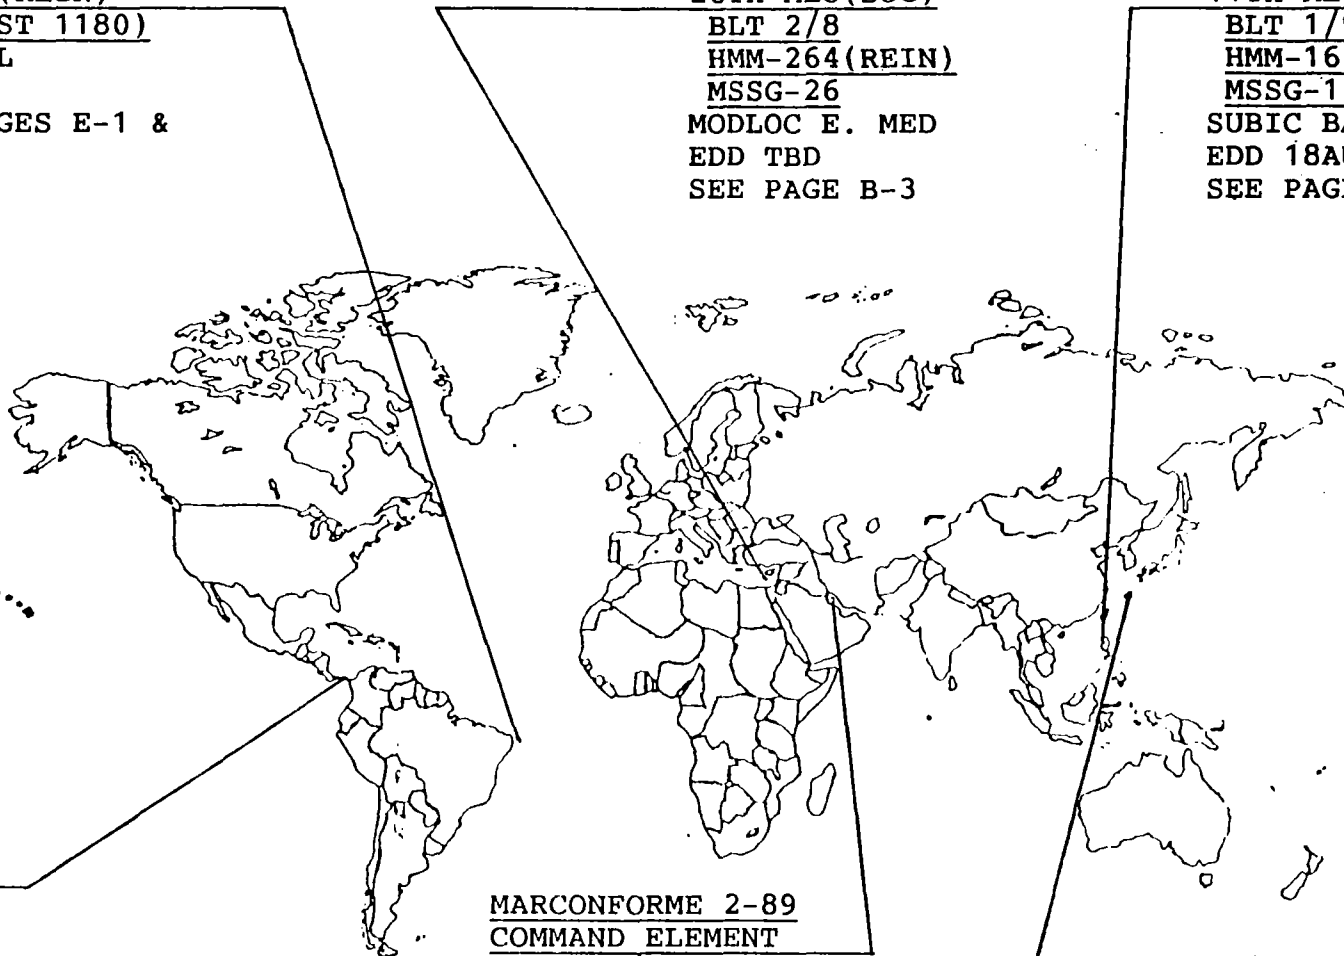 ST 1180)
L
GES E-1 &
BLT 2/8
HMM-264(REIN)
MSSG-26
MODLOC E. MED
EDD TBD
SEE PAGE B-3
BLT 1/
HMM-16
MSSG-1
SUBIC B
EDD 18A
SEE PAG
MARCONFORME 2-89
COMMAND ELEMENT